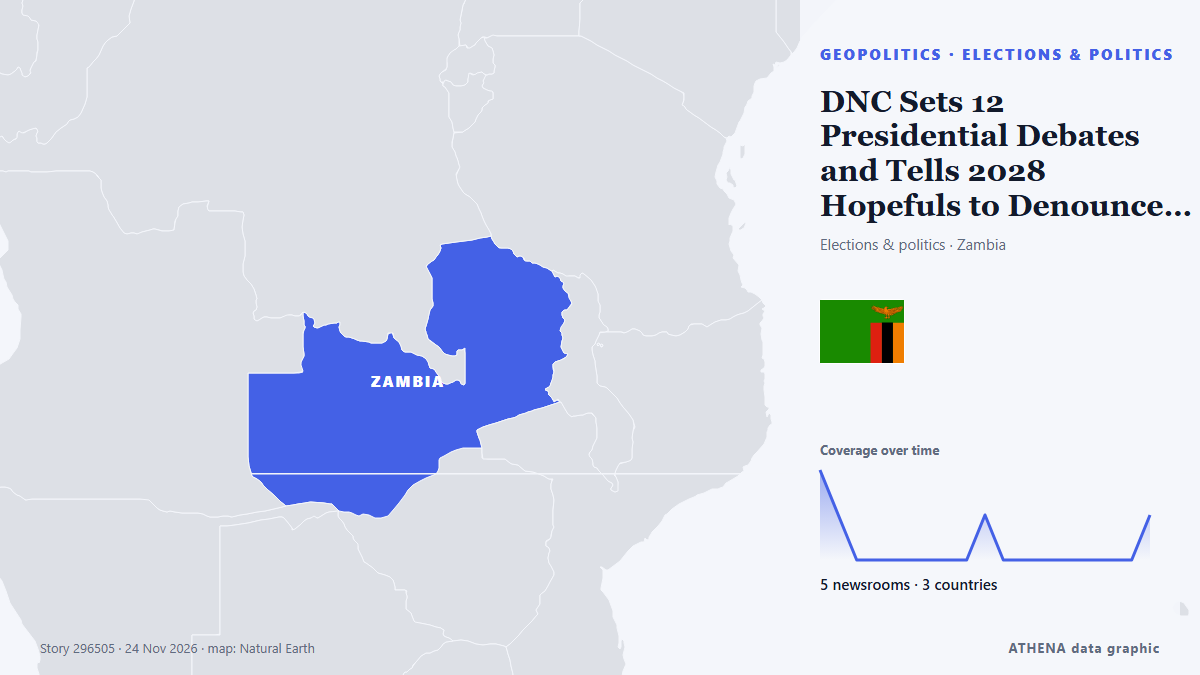 GEOPOLITICS · ELECTIONS & POLITICS
DNC Sets 12
Presidential Debates
and Tells 2028
Hopefuls to Denounce...
Elections & politics · Zambia
ZAMBIA
Coverage over time
5 newsrooms · 3 countries
Story 296505 · 24 Nov 2026 · map: Natural Earth
ATHENA data graphic